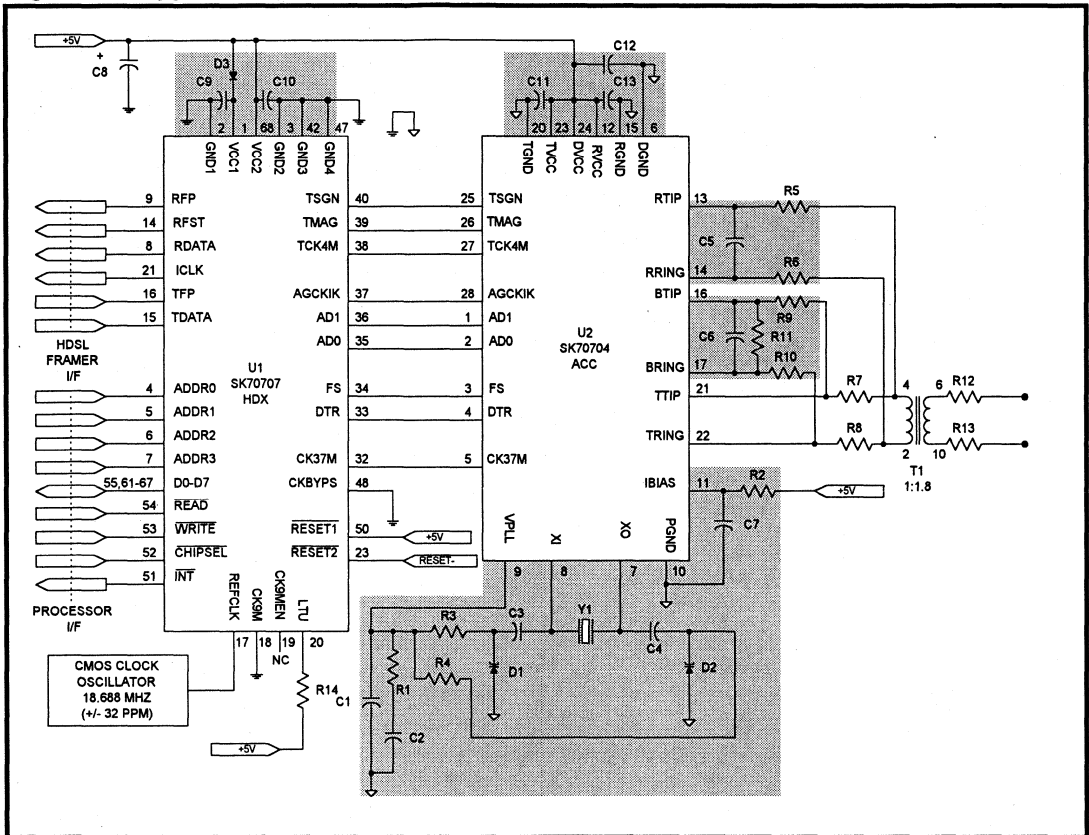 +5V
+
C8
D3
C9
C10
2
1
68
3
42
47
GND1
VCC1
VCC2
GND2
GND3
GND4
C12
C11
C13
20
23
24
12
15
6
TGND
TVCC
DVCC
RVCC
RGND
DGND
9
RFP
14
RFST
8
RDATA
21
ICLK
16
TFP
15
TDATA
HDSL
FRAMER
I/F
4
ADDR0
5
ADDR1
6
ADDR2
7
ADDR3
55,61-67
D0-D7
54
READ
53
WRITE
52
CHIPSEL
51
INT
PROCESSOR
I/F
U1
SK70707
HDX
TSGN
40
TMAG
39
TCK4M
38
AGCKIK
37
AD1
36
AD0
35
FS
34
DTR
33
CK37M
32
CKBYPS
48
RESET1
50
+5V
RESET2
23
RESET-
REFCLK
CK9M
CK9MEN
LTU
17
18
19
20
NC
CMOS CLOCK
OSCILLATOR
18.688 MHZ
(+/- 32 PPM)
R14
+5V
25
TSGN
26
TMAG
27
TCK4M
28
AGCKIK
1
AD1
2
AD0
3
FS
4
DTR
5
CK37M
U2
SK70704
ACC
RTIP
13
R5
C5
RRING
14
R6
BTIP
16
R9
C6
R11
BRING
17
R10
TTIP
21
R7
TRING
22
R8
4
2
6
10
R12
R13
T1
1:1.8
IBIAS
11
R2
+5V
C7
VPLL
XI
XO
PGND
9
8
7
10
R3
C3
Y1
C4
R4
D1
D2
R1
C1
C2